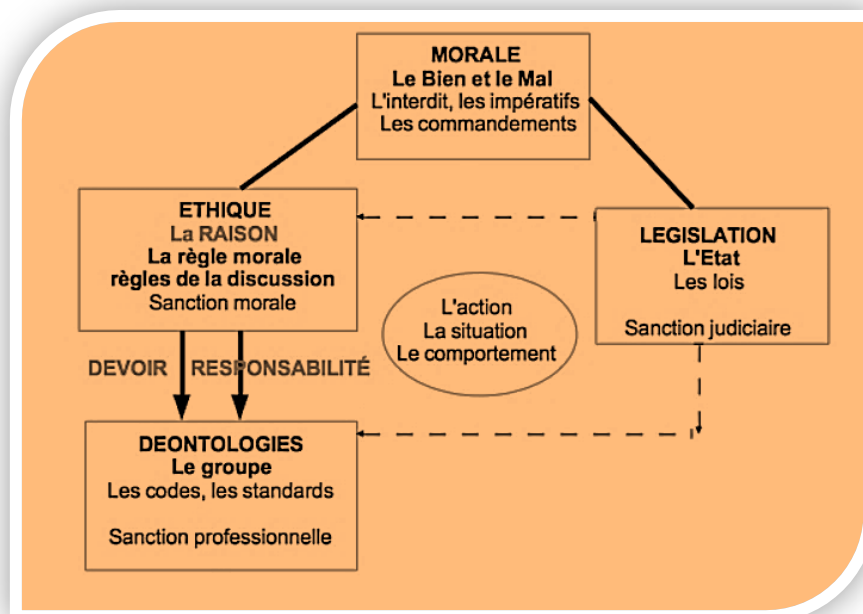 MORALE
Le Bien et le Mal
L'interdit, les impératifs
Les commandements
ETHIQUE
La RAISON
La règle morale
règles de la discussion
Sanction morale
LÉGISLATION
L'Etat
Les lois
Sanction judiciaire
L'action
La situation
Le comportement
DEVOIR
RESPONSABILITÉ
DEONTOLOGIES
Le groupe
Les codes, les standards
Sanction professionnelle